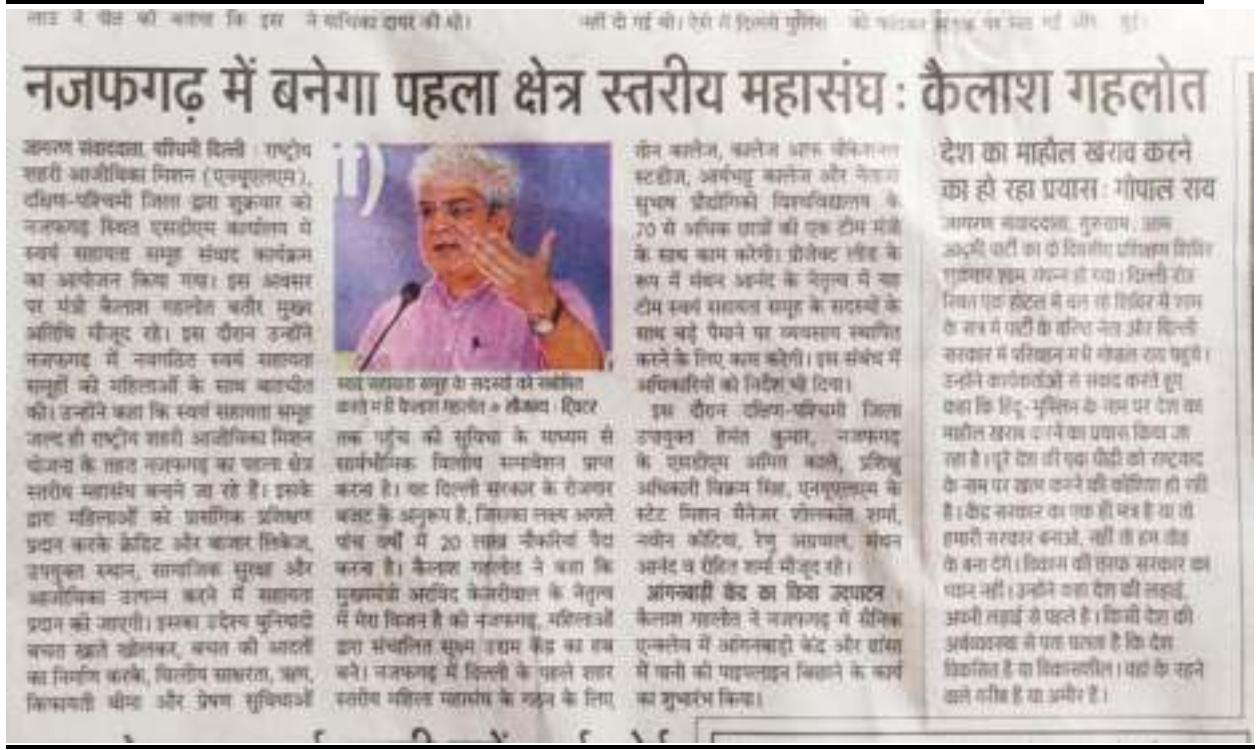 नजफगढ़ में बनेगा पहला क्षेत्र स्तरीय महासंघ : कैलाश गहलोत
जागरण संवाददाता, पश्चिमी दिल्ली : राष्ट्रीय
शहरी आजीविका मिशन (एनयूएलएम),
दक्षिण-पश्चिमी जिला द्वारा शुक्रवार को
नजफगढ़ स्थित एसडीएम कार्यालय में
स्वयं सहायता समूह संवाद कार्यक्रम
का आयोजन किया गया। इस अवसर
पर मंत्री कैलाश गहलोत बतौर मुख्य
अतिथि मौजूद रहे। इस दौरान उन्होंने
नजफगढ़ में नवगठित स्वयं सहायता
समूहों की महिलाओं के साथ बातचीत
की। उन्होंने कहा कि स्वयं सहायता समूह
जल्द ही राष्ट्रीय शहरी आजीविका मिशन
योजना के तहत नजफगढ़ का पहला क्षेत्र
स्तरीय महासंघ बनाने जा रहे हैं। इसके
द्वारा महिलाओं को प्रासंगिक प्रशिक्षण
प्रदान करके क्रेडिट और बाजार लिंकेज,
उपयुक्त स्थान, सामाजिक सुरक्षा और
आजीविका उत्पन्न करने में सहायता
प्रदान की जाएगी। इसका उद्देश्य बुनियादी
बचत खाते खोलकर, बचत की आदतों
का निर्माण करके, वित्तीय साक्षरता, ऋण,
किफायती बीमा और प्रेषण सुविधाओं
स्वयं सहायता समूह के सदस्यों को संबोधित
करते मंत्री कैलाश गहलोत » सौजन्य : ट्विटर
तक पहुंच की सुविधा के माध्यम से
सार्वभौमिक वित्तीय समावेशन प्राप्त
करना है। यह दिल्ली सरकार के रोजगार
बजट के अनुरूप है, जिसका लक्ष्य अगले
पांच वर्षों में 20 लाख नौकरियां पैदा
करना है। कैलाश गहलोत ने कहा कि
मुख्यमंत्री अरविंद केजरीवाल के नेतृत्व
में मेरा विजन है की नजफगढ़, महिलाओं
द्वारा संचालित सूक्ष्म उद्यम केंद्र का हब
बने। नजफगढ़ में दिल्ली के पहले शहर
स्तरीय महिला महासंघ के गठन के लिए
तीन कालेज, कालेज आफ वोकेशनल
स्टडीज, आर्यभट्ट कालेज और नेताजी
सुभाष प्रौद्योगिकी विश्वविद्यालय के
70 से अधिक छात्रों की एक टीम मंत्री
के साथ काम करेगी। प्रोजेक्ट लीड के
रूप में मंथन आनंद के नेतृत्व में यह
टीम स्वयं सहायता समूह के सदस्यों के
साथ बड़े पैमाने पर व्यवसाय स्थापित
करने के लिए काम करेगी। इस संबंध में
अधिकारियों को निर्देश भी दिया।
इस दौरान दक्षिण-पश्चिमी जिला
उपायुक्त हेमंत कुमार, नजफगढ़
के एसडीएम अमित काले, प्रशिक्षु
अधिकारी विक्रम सिंह, एनयूएलएम के
स्टेट मिशन मैनेजर शर्मा,
नवीन कोटिया, रेणु अग्रवाल, मंथन
आनंद व रोहित शर्मा मौजूद रहे।
आंगनबाड़ी केंद्र का किया उद्घाटन :
कैलाश गहलोत ने नजफगढ़ में सैनिक
एन्क्लेव में आंगनबाड़ी केंद्र और
में पानी की पाइपलाइन बिछाने के कार्य
का शुभारंभ किया।
देश का माहौल खराब करने
का हो रहा प्रयास : गोपाल राय
जागरण संवाददाता, गुरुग्राम : आम
आदमी पार्टी का दो दिवसीय प्रशिक्षण शिविर
शुक्रवार शाम संपन्न हो गया। दिल्ली रोड
स्थित एक होटल में चल रहे शिविर में शाम
के सत्र में पार्टी के वरिष्ठ नेता और दिल्ली
सरकार में परिवहन मंत्री गोपाल राय पहुंचे।
उन्होंने कार्यकर्ताओं से संवाद करते हुए
कहा कि हिंदू-मुस्लिम के नाम पर देश का
माहौल खराब करने का प्रयास किया जा
रहा है। पूरे देश की एक पीढ़ी को राष्ट्रवाद
के नाम पर खत्म करने की कोशिश हो रही
है। केंद्र सरकार का एक ही मंत्र है या तो
हमारी सरकार बनाओ, नहीं तो हम तोड़
के बना देंगे। विकास की तरफ सरकार का
ध्यान नहीं। उन्होंने कहा देश की लड़ाई,
अपनी लड़ाई से पहले है। किसी देश की
अर्थव्यवस्था से पता चलता है कि देश
विकसित है या विकासशील। वहां के रहने
वाले गरीब हैं या अमीर हैं।